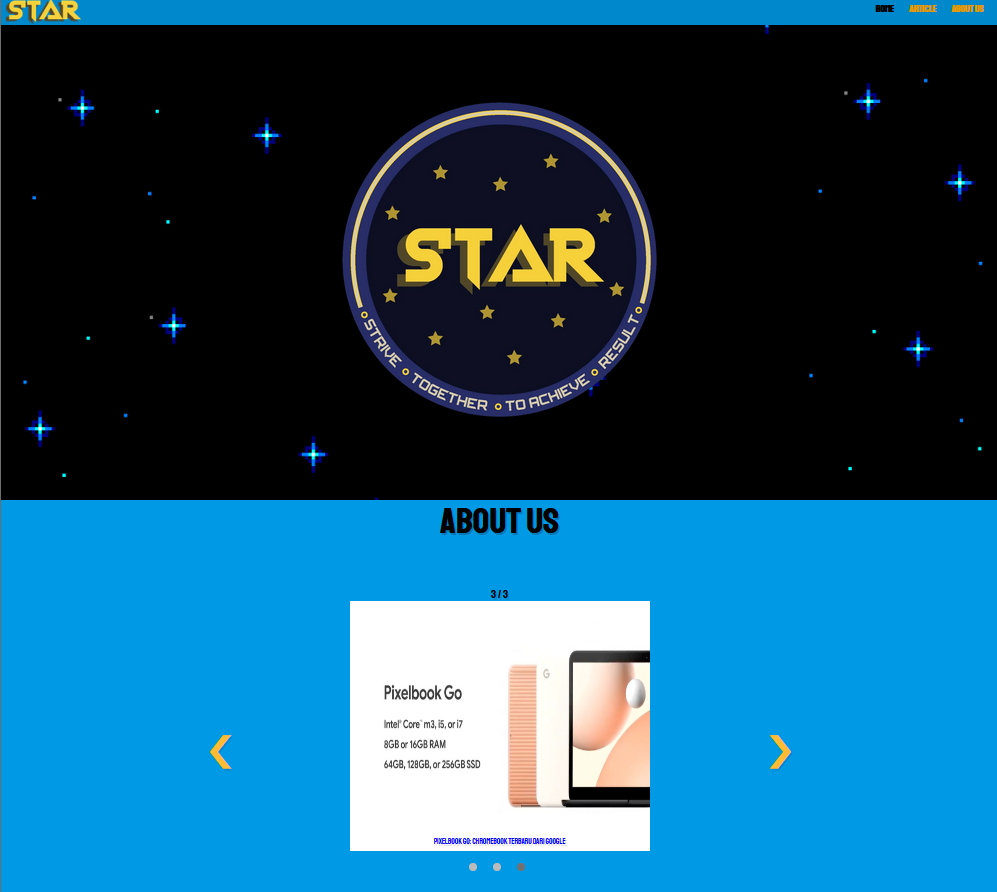 STAR
HOME ARTICLE ABOUT US
STAR
STRIVE TOGETHER TO ACHIEVE RESULT
ABOUT US
3 / 3
G
Pixelbook Go
Intel® Core™ m3, i5, or i7
8GB or 16GB RAM
64GB, 128GB, or 256GB SSD
PIXELBOOK GO: CHROMEBOOK TERBARU DARI GOOGLE